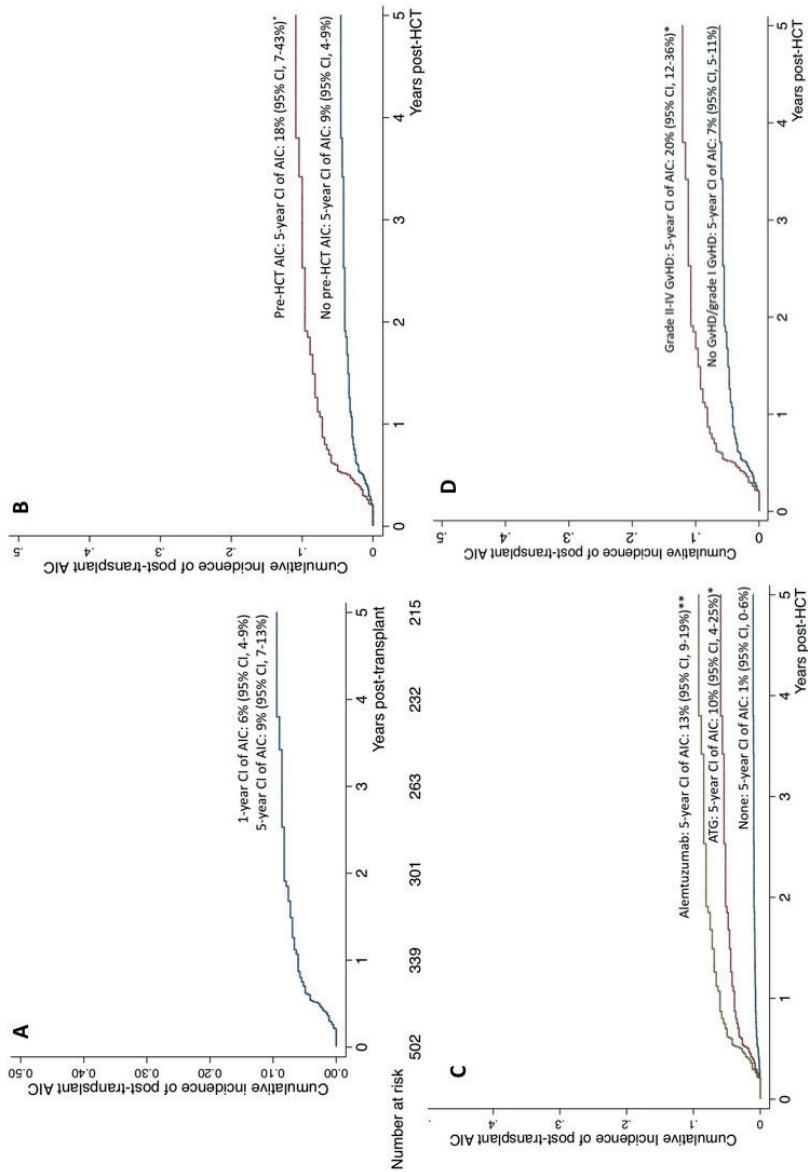 A
Cumulative incidence of post-transplant AIC
0.50
0.40
0.30
0.20
0.10
0.00
1-year CI of AIC: 6% (95% CI, 4-9%)
5-year CI of AIC: 9% (95% CI, 7-13%)
0 1 2 3 4 5
Years post-transplant
Number at risk
502 339 301 263 232 215
B
Cumulative Incidence of post-transplant AIC
.5
.4
.3
.2
.1
0
Pre-HCT AIC: 5-year CI of AIC: 18% (95% CI, 7-43%)*
No pre-HCT AIC: 5-year CI of AIC: 9% (95% CI, 4-9%)
0 1 2 3 4 5
Years post-HCT
C
Cumulative Incidence of post-transplant AIC
.4
.3
.2
.1
0
Alemtuzumab: 5-year CI of AIC: 13% (95% CI, 9-19%)**
ATG: 5-year CI of AIC: 10% (95% CI, 4-25%)*
None: 5-year CI of AIC: 1% (95% CI, 0-6%)
0 1 2 3 4 5
Years post-HCT
D
Cumulative Incidence of post-transplant AIC
.5
.4
.3
.2
.1
0
Grade II-IV GvHD: 5-year CI of AIC: 20% (95% CI, 12-36%)*
No GvHD/grade I GvHD: 5-year CI of AIC: 7% (95% CI, 5-11%)
0 1 2 3 4 5
Years post-HCT